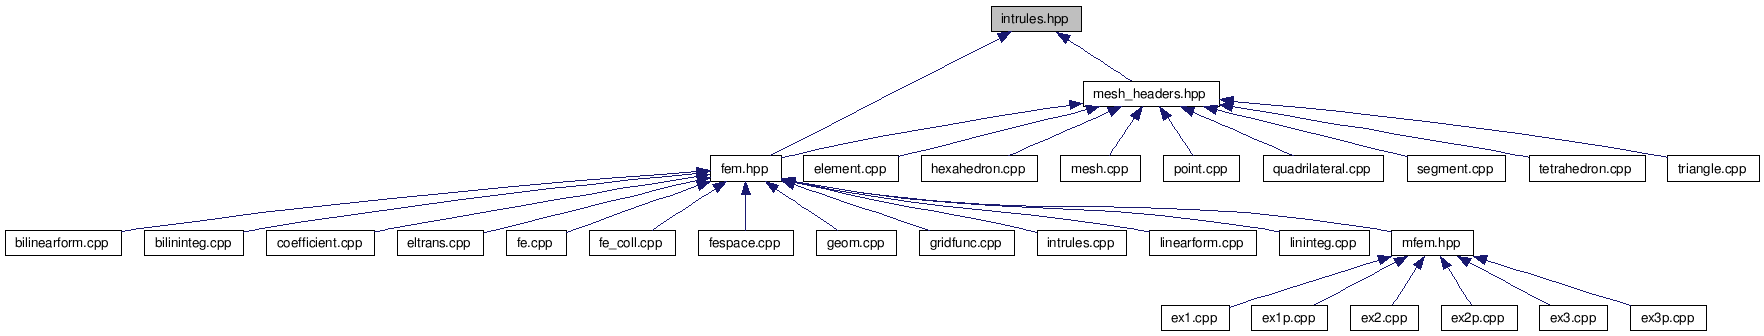 intrules.hpp
mesh_headers.hpp
fem.hpp
element.cpp
hexahedron.cpp
mesh.cpp
point.cpp
quadrilateral.cpp
segment.cpp
tetrahedron.cpp
triangle.cpp
bilinearform.cpp
bilininteg.cpp
coefficient.cpp
eltrans.cpp
fe.cpp
fe_coll.cpp
fespace.cpp
geom.cpp
gridfunc.cpp
intrules.cpp
linearform.cpp
lininteg.cpp
mfem.hpp
ex1.cpp
ex1p.cpp
ex2.cpp
ex2p.cpp
ex3.cpp
ex3p.cpp